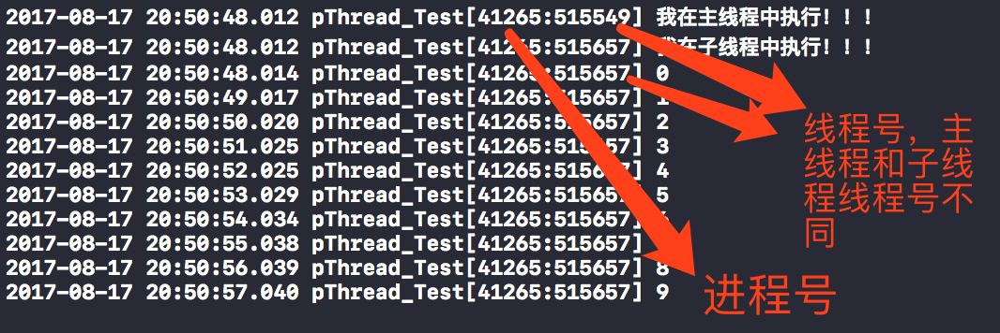 2017-08-17 20:50:48.012 pThread_Test[41265:515549] 我在主线程中执行！！！
2017-08-17 20:50:48.012 pThread_Test[41265:515657] 我在子线程中执行！！！
2017-08-17 20:50:48.014 pThread_Test[41265:515657] 0
2017-08-17 20:50:49.017 pThread_Test[41265:515657] 1
2017-08-17 20:50:50.020 pThread_Test[41265:515657] 2
2017-08-17 20:50:51.025 pThread_Test[41265:515657] 3
2017-08-17 20:50:52.025 pThread_Test[41265:515657] 4
2017-08-17 20:50:53.029 pThread_Test[41265:515657] 5
2017-08-17 20:50:54.034 pThread_Test[41265:515657] 6
2017-08-17 20:50:55.038 pThread_Test[41265:515657]
2017-08-17 20:50:56.039 pThread_Test[41265:515657] 8
2017-08-17 20:50:57.040 pThread_Test[41265:515657] 9
线程号，主
线程和子线
程线程号不
同
进程号